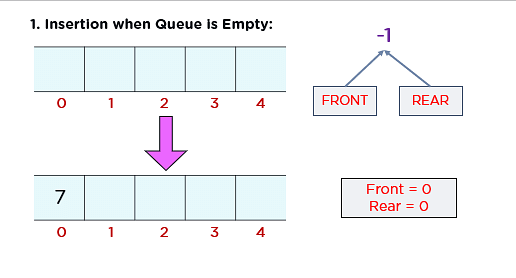 1. Insertion when Queue is Empty:
-1
FRONT REAR
0 1 2 3 4
7
Front = 0
Rear = 0
0 1 2 3 4